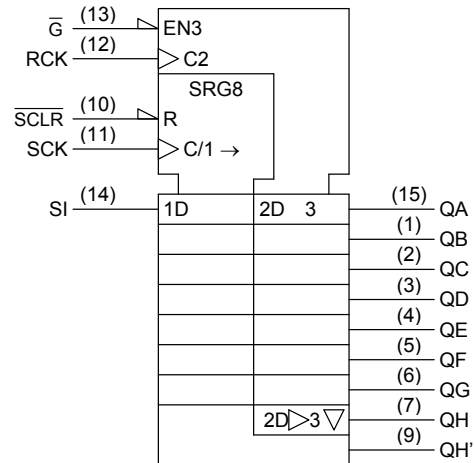 G (13) EN3
RCK (12) C2
SRG8
SCLR (10) R
SCK (11) C/1 →
SI (14) 1D 2D 3 (15) QA
(1) QB
(2) QC
(3) QD
(4) QE
(5) QF
(6) QG
2D▷3 ▽ (7) QH
(9) QH'